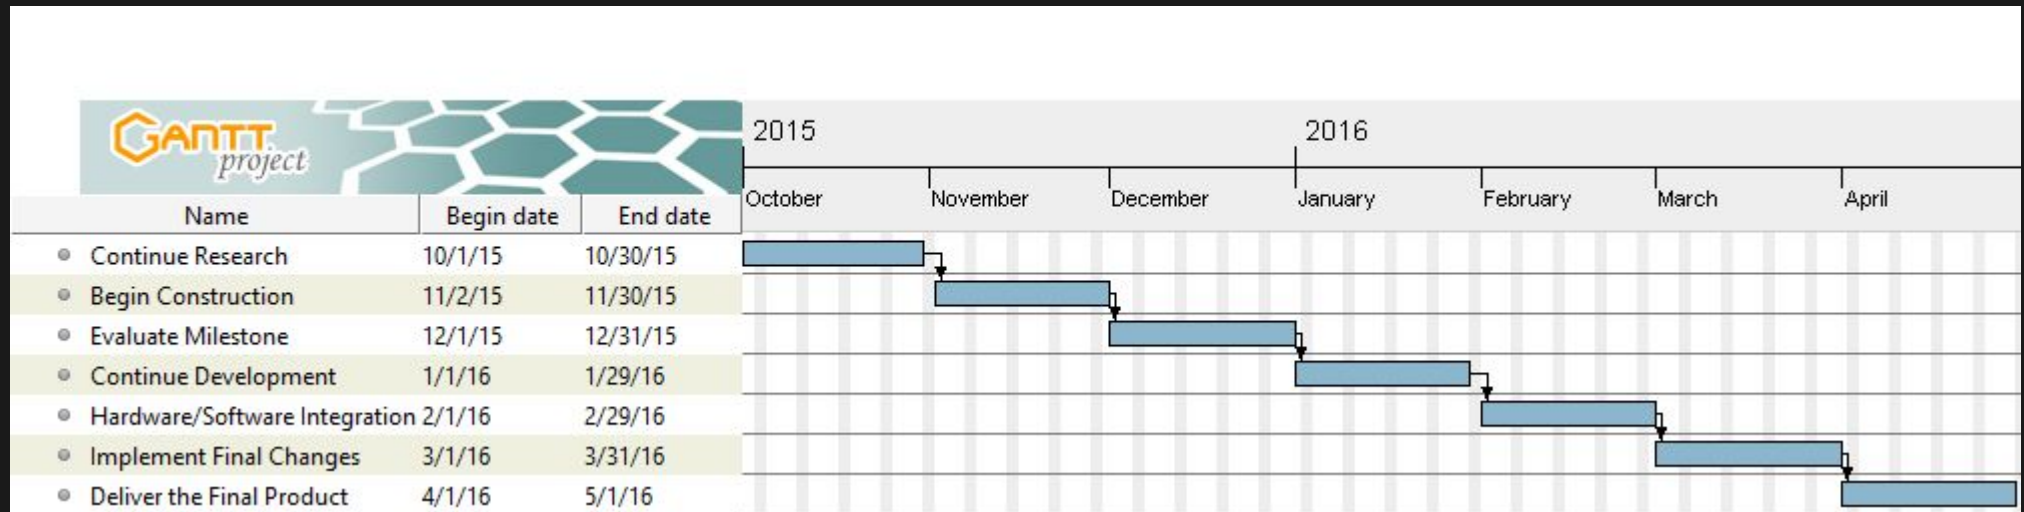 GANTT
project
2015 2016
October November December January February March April
Name Begin date End date
Continue Research 10/1/15 10/30/15
Begin Construction 11/2/15 11/30/15
Evaluate Milestone 12/1/15 12/31/15
Continue Development 1/1/16 1/29/16
Hardware/Software Integration 2/1/16 2/29/16
Implement Final Changes 3/1/16 3/31/16
Deliver the Final Product 4/1/16 5/1/16